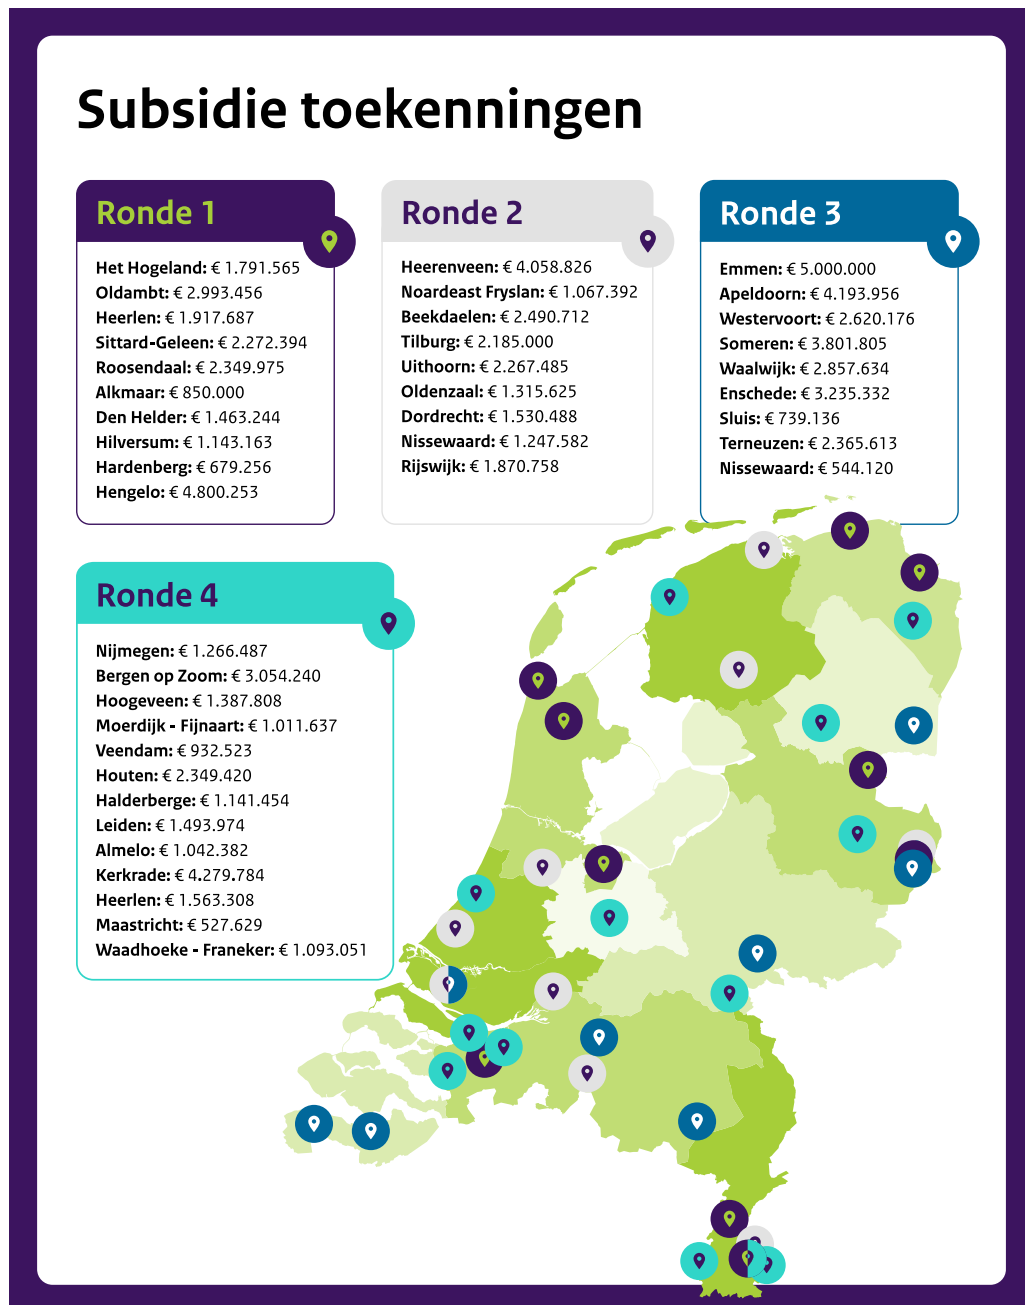 Subsidie toekenningen
Ronde 1
Het Hogeland: € 1.791.565
Oldambt: € 2.993.456
Heerlen: € 1.917.687
Sittard-Geleen: € 2.272.394
Roosendaal: € 2.349.975
Alkmaar: € 850.000
Den Helder: € 1.463.244
Hilversum: € 1.143.163
Hardenberg: € 679.256
Hengelo: € 4.800.253
Ronde 2
Heerenveen: € 4.058.826
Noardeast Fryslan: € 1.067.392
Beekdaelen: € 2.490.712
Tilburg: € 2.185.000
Uithoorn: € 2.267.485
Oldenzaal: € 1.315.625
Dordrecht: € 1.530.488
Nissewaard: € 1.247.582
Rijswijk: € 1.870.758
Ronde 3
Emmen: € 5.000.000
Apeldoorn: € 4.193.956
Westervoort: € 2.620.176
Someren: € 3.801.805
Waalwijk: € 2.857.634
Enschede: € 3.235.332
Sluis: € 739.136
Terneuzen: € 2.365.613
Nissewaard: € 544.120
Ronde 4
Nijmegen: € 1.266.487
Bergen op Zoom: € 3.054.240
Hoogeveen: € 1.387.808
Moerdijk - Fijnaart: € 1.011.637
Veendam: € 932.523
Houten: € 2.349.420
Halderberge: € 1.141.454
Leiden: € 1.493.974
Almelo: € 1.042.382
Kerkrade: € 4.279.784
Heerlen: € 1.563.308
Maastricht: € 527.629
Waadhoeke - Franeker: € 1.093.051